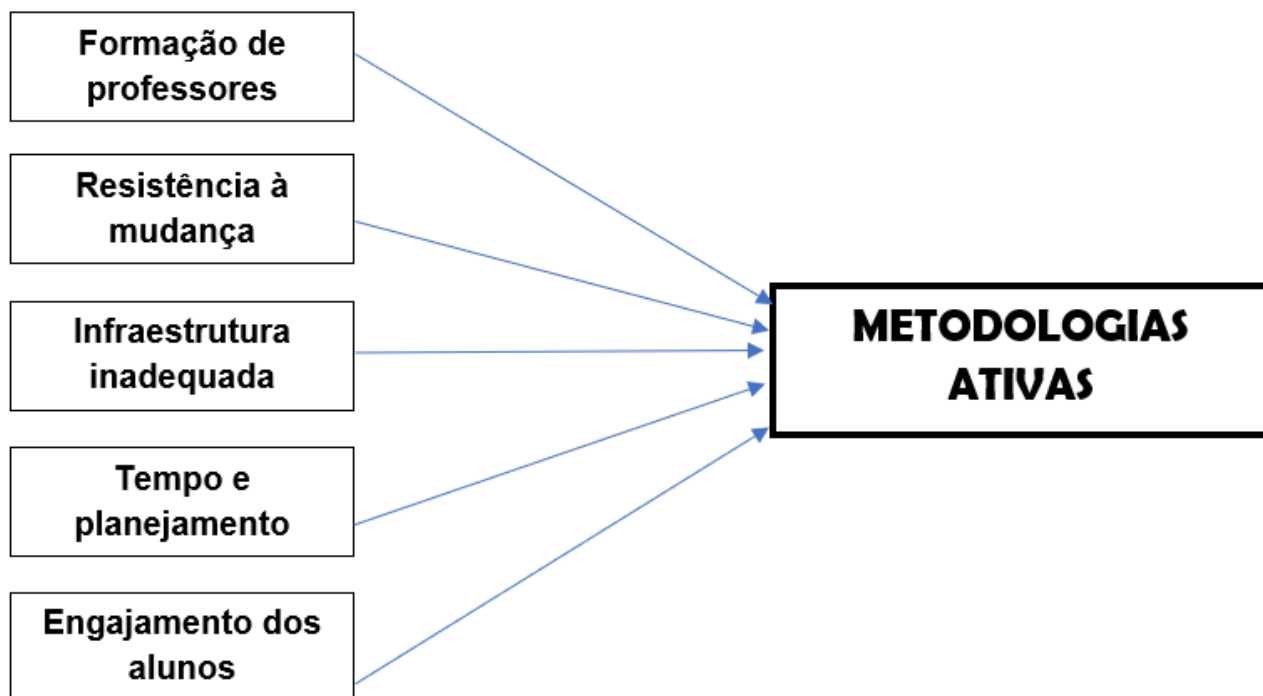 Formação de
professores
Resistência à
mudança
Infraestrutura
inadequada
Tempo e
planejamento
Engajamento dos
alunos
METODOLOGIAS
ATIVAS